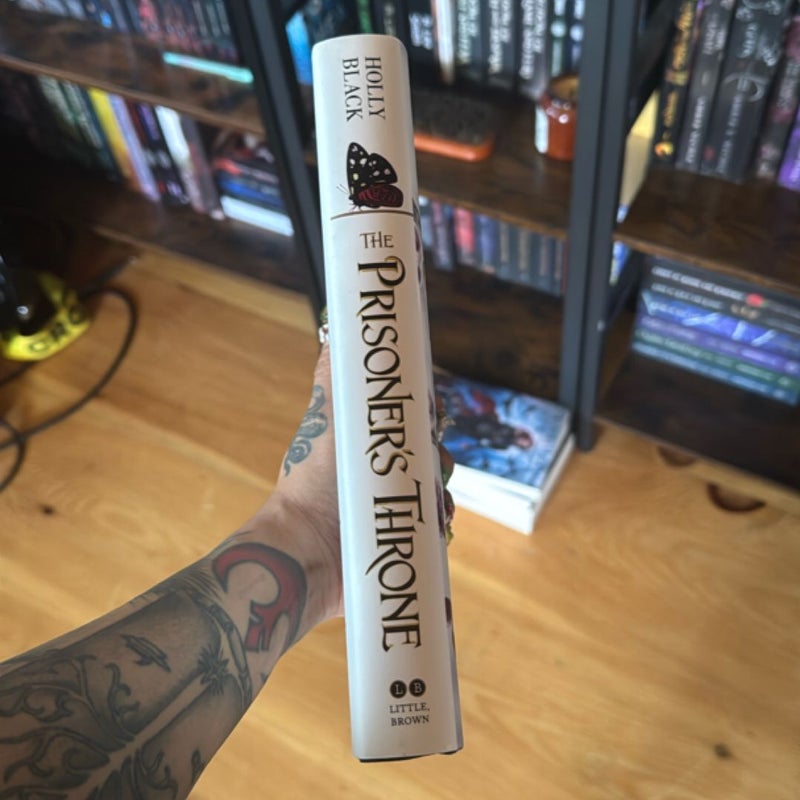 HOLLY
BLACK
THE
PRISONER'S THRONE
L B
LITTLE,
BROWN